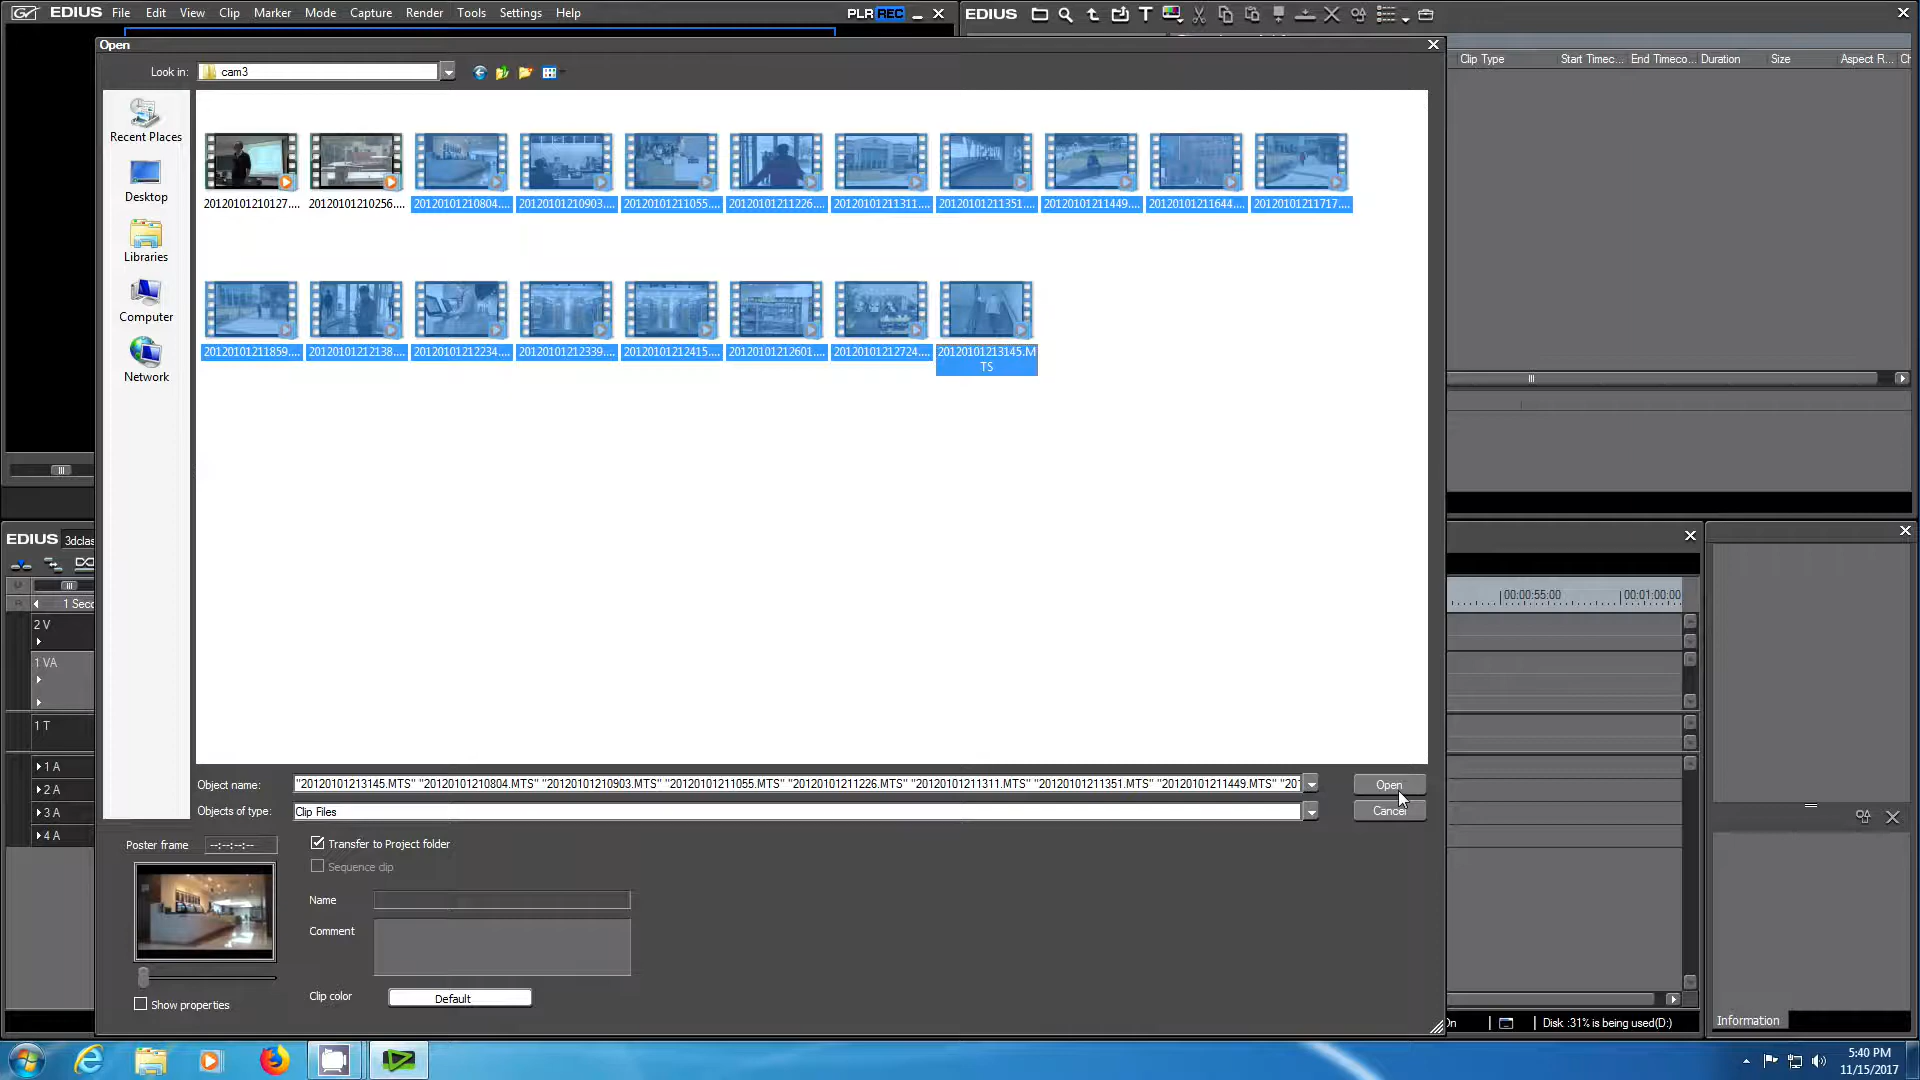 EDIUS File Edit View Clip Marker Mode Capture Render Tools Settings Help PLR REC
EDIUS
Open
Look in: cam3
Clip Type Start Timec... End Timeco... Duration Size Aspect R... Ch
Recent Places
Desktop
Libraries
Computer
Network
20120101210127.... 20120101210256.... 20120101210804.... 20120101210903.... 20120101211055.... 20120101211226.... 20120101211311.... 20120101211351.... 20120101211449.... 20120101211644.... 20120101211717....
20120101211859.... 20120101212138.... 20120101212234.... 20120101212339.... 20120101212415.... 20120101212601.... 20120101212724.... 20120101213145.M
TS
EDIUS 3dclas
1 Seco
2 V
1 VA
1 T
1 A
2 A
3 A
4 A
00:00:55:00 00:01:00:00
Object name: "20120101213145.MTS" "20120101210804.MTS" "20120101210903.MTS" "20120101211055.MTS" "20120101211226.MTS" "20120101211311.MTS" "20120101211351.MTS" "20120101211449.MTS" "201 Open
Objects of type: Clip Files Cancel
Poster frame --:--:--:--
Transfer to Project folder
Sequence clip
Name
Comment
Clip color Default
Show properties
On Disk :31% is being used(D:)
Information
5:40 PM
11/15/2017